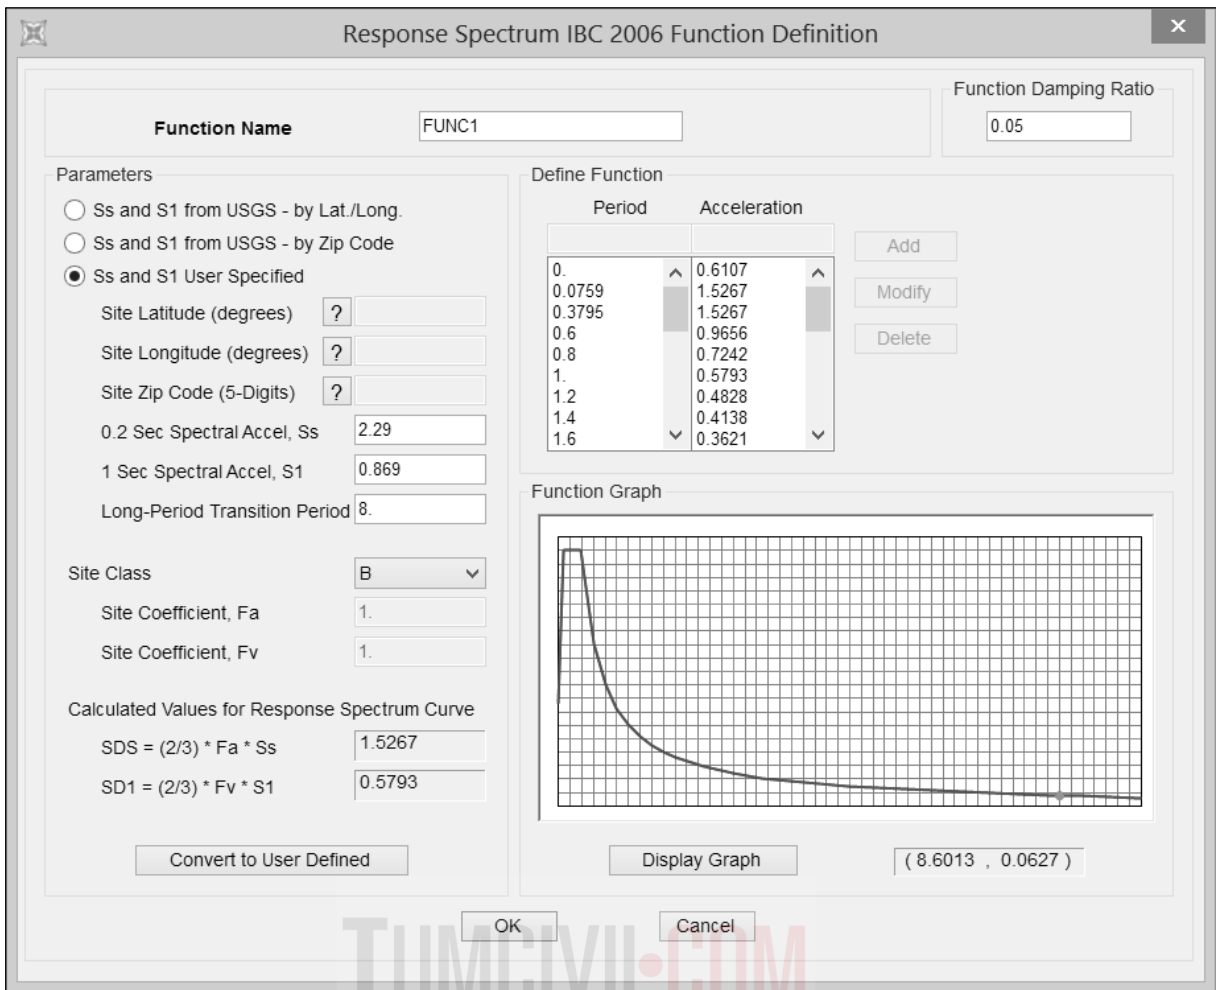 Response Spectrum IBC 2006 Function Definition
x
Function Name
FUNC1
Function Damping Ratio
0.05
Parameters
Ss and S1 from USGS - by Lat./Long.
Ss and S1 from USGS - by Zip Code
Ss and S1 User Specified
Site Latitude (degrees) ?
Site Longitude (degrees) ?
Site Zip Code (5-Digits) ?
0.2 Sec Spectral Accel, Ss 2.29
1 Sec Spectral Accel, S1 0.869
Long-Period Transition Period 8.
Site Class B
Site Coefficient, Fa 1.
Site Coefficient, Fv 1.
Calculated Values for Response Spectrum Curve
SDS = (2/3) * Fa * Ss 1.5267
SD1 = (2/3) * Fv * S1 0.5793
Convert to User Defined
Define Function
Period Acceleration
0. 0.6107
0.0759 1.5267
0.3795 1.5267
0.6 0.9656
0.8 0.7242
1. 0.5793
1.2 0.4828
1.4 0.4138
1.6 0.3621
Add
Modify
Delete
Function Graph
Display Graph
( 8.6013 , 0.0627 )
OK
Cancel
TUMCIVIL.COM